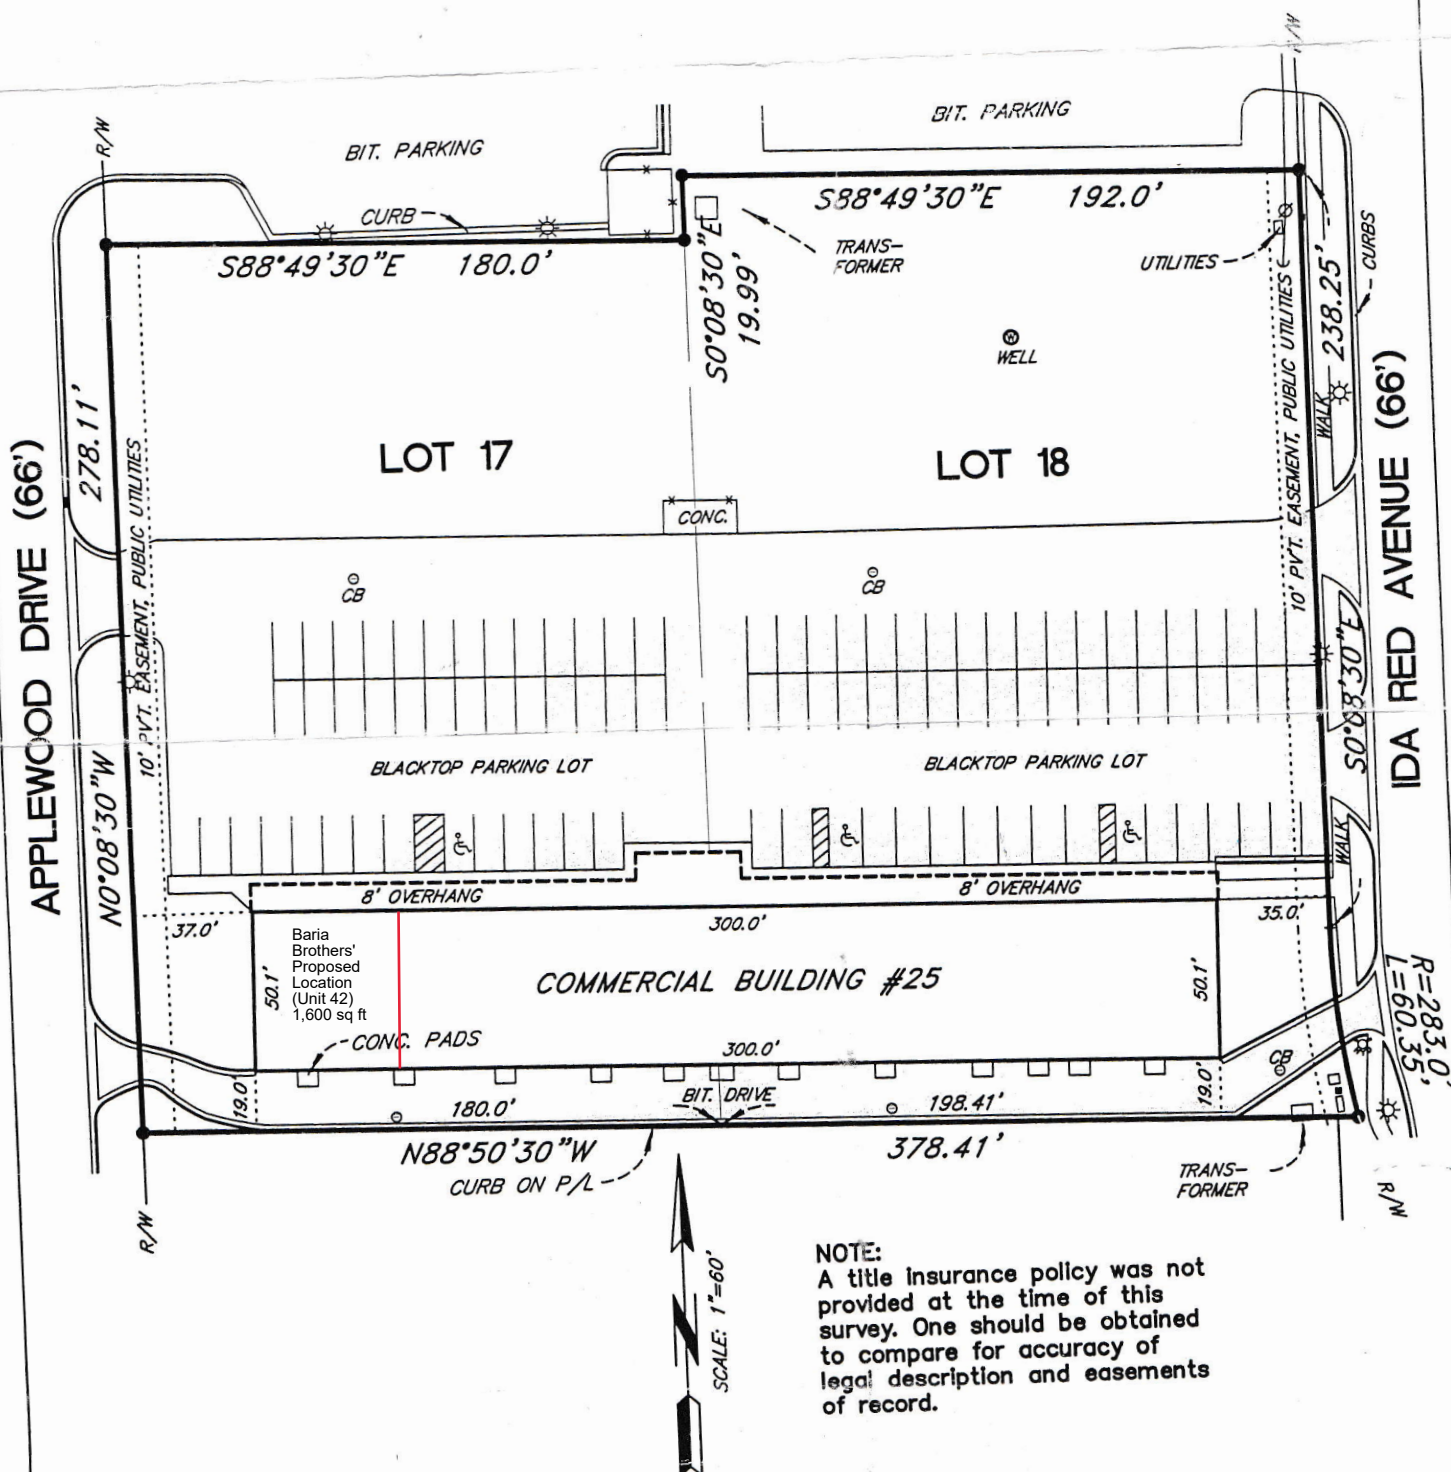 R/W
R/W
BIT. PARKING
BIT. PARKING
CURB
S88°49'30"E 180.0'
S88°49'30"E 192.0'
S0°08'30"E
19.99'
TRANS-
FORMER
UTILITIES
WELL
238.25'
CURBS
278.11'
LOT 17
LOT 18
WALK
10' PVT. EASEMENT, PUBLIC UTILITIES
10' PVT. EASEMENT, PUBLIC UTILITIES
APPLEWOOD DRIVE (66')
IDA RED AVENUE (66')
CONC.
CB
CB
N0°08'30"W
S0°08'30"E
BLACKTOP PARKING LOT
BLACKTOP PARKING LOT
WALK
8' OVERHANG
8' OVERHANG
37.0'
300.0'
35.0'
Baria
Brothers'
Proposed
Location
(Unit 42)
1,600 sq ft
50.1'
COMMERCIAL BUILDING #25
50.1'
R=283.0'
L=60.35'
CONC. PADS
300.0'
CB
19.0'
180.0'
BIT. DRIVE
198.41'
19.0'
N88°50'30"W
378.41'
CURB ON P/L
TRANS-
FORMER
R/W
R/W
N
SCALE: 1"=60'
NOTE:
A title insurance policy was not
provided at the time of this
survey. One should be obtained
to compare for accuracy of
legal description and easements
of record.